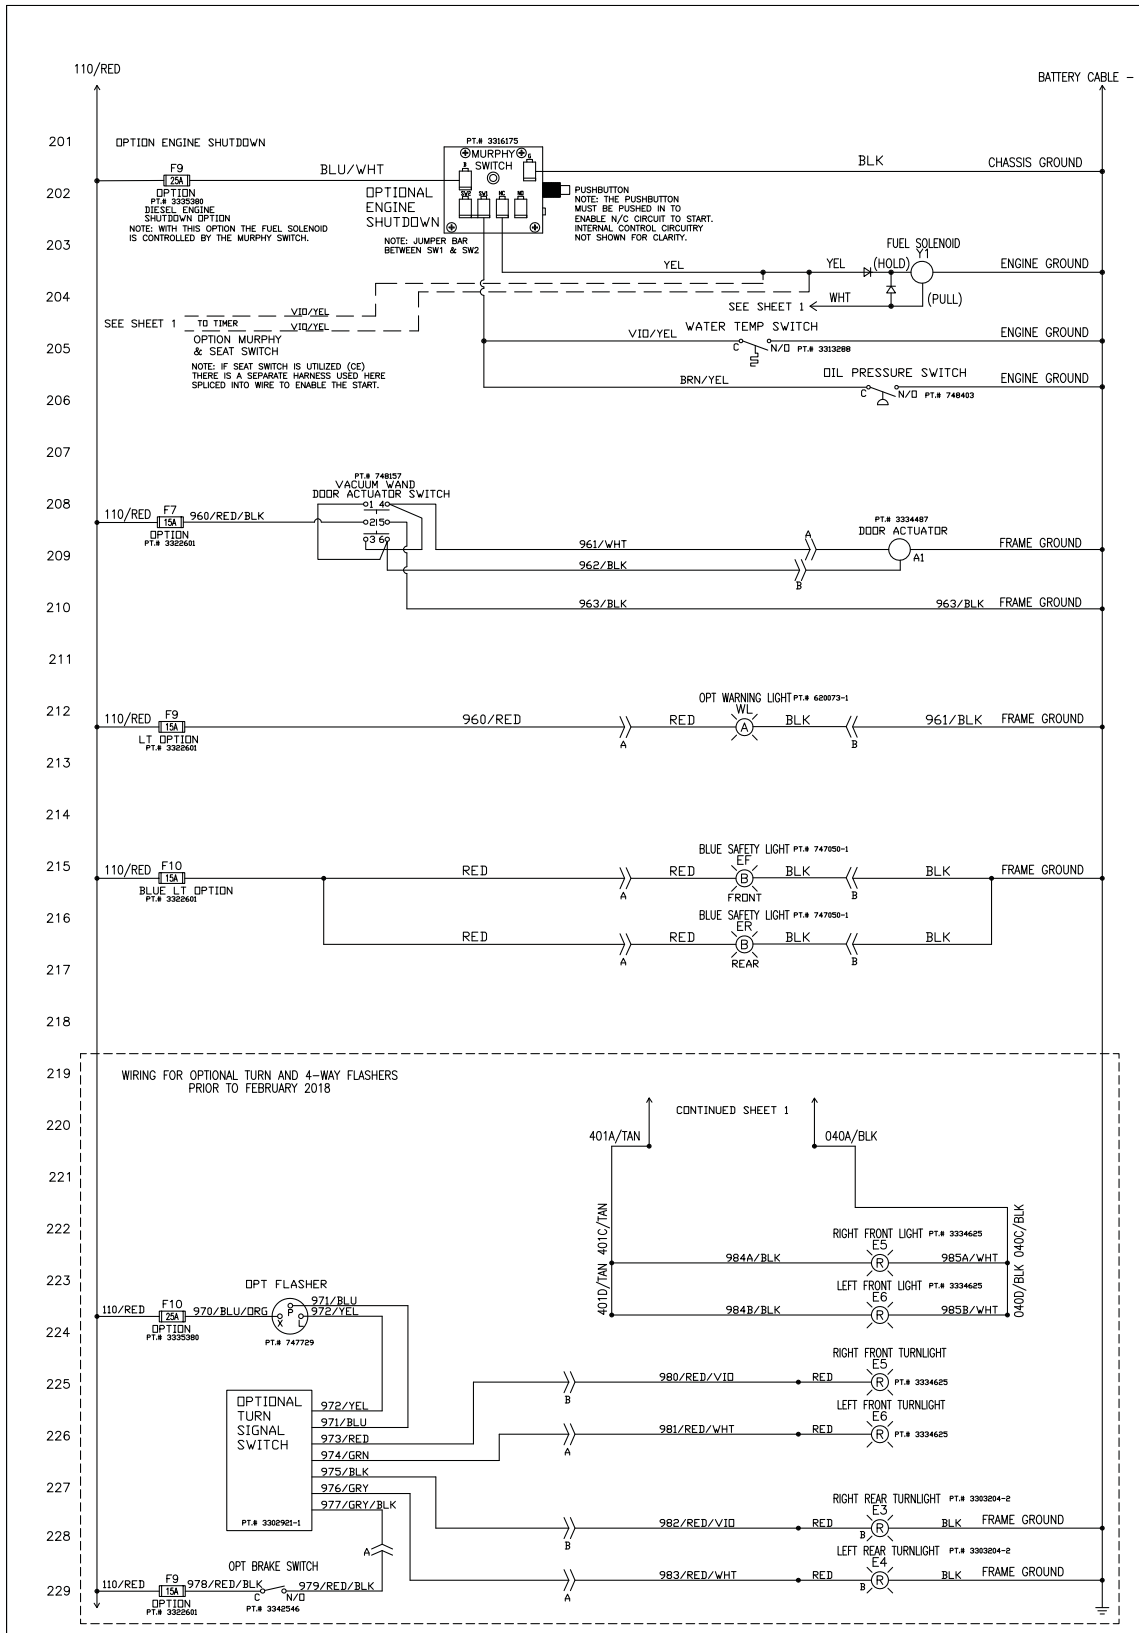 110/RED
BATTERY CABLE -
201
OPTION ENGINE SHUTDOWN
PT.# 3316175
MURPHY
SWITCH
B
G
F9
25A
BLU/WHT
BLK
CHASSIS GROUND
202
OPTION
PT.# 3335380
DIESEL ENGINE
SHUTDOWN OPTION
NOTE: WITH THIS OPTION THE FUEL SOLENOID
IS CONTROLLED BY THE MURPHY SWITCH.
OPTIONAL
ENGINE
SHUTDOWN
SW2 SW1 NC NO
PUSHBUTTON
NOTE: THE PUSHBUTTON
MUST BE PUSHED IN TO
ENABLE N/C CIRCUIT TO START.
INTERNAL CONTROL CIRCUITRY
NOT SHOWN FOR CLARITY.
203
NOTE: JUMPER BAR
BETWEEN SW1 & SW2
FUEL SOLENOID
Y1
YEL
YEL
(HOLD)
ENGINE GROUND
204
WHT
(PULL)
SEE SHEET 1
SEE SHEET 1
TO TIMER
VIO/YEL
VIO/YEL
OPTION MURPHY
& SEAT SWITCH
NOTE: IF SEAT SWITCH IS UTILIZED (CE)
THERE IS A SEPARATE HARNESS USED HERE
SPLICED INTO WIRE TO ENABLE THE START.
205
VIO/YEL
WATER TEMP SWITCH
C
N/O PT.# 3313288
ENGINE GROUND
BRN/YEL
OIL PRESSURE SWITCH
ENGINE GROUND
206
C
N/O PT.# 748403
207
208
PT.# 748157
VACUUM WAND
DOOR ACTUATOR SWITCH
110/RED
F7
15A
960/RED/BLK
OPTION
PT.# 3322601
1 4
2 5
3 6
PT.# 3334487
DOOR ACTUATOR
209
961/WHT
A
A1
FRAME GROUND
962/BLK
B
210
963/BLK
963/BLK
FRAME GROUND
211
212
OPT WARNING LIGHT PT.# 620073-1
WL
110/RED
F9
15A
960/RED
RED
A
BLK
961/BLK
FRAME GROUND
LT OPTION
PT.# 3322601
A
B
213
214
215
BLUE SAFETY LIGHT PT.# 747050-1
EF
110/RED
F10
15A
RED
RED
B
BLK
BLK
FRAME GROUND
BLUE LT OPTION
PT.# 3322601
A
FRONT
B
216
BLUE SAFETY LIGHT PT.# 747050-1
ER
RED
RED
B
BLK
BLK
A
REAR
B
217
218
219
WIRING FOR OPTIONAL TURN AND 4-WAY FLASHERS
PRIOR TO FEBRUARY 2018
220
CONTINUED SHEET 1
401A/TAN
040A/BLK
221
222
401C/TAN
040C/BLK
RIGHT FRONT LIGHT PT.# 3334625
E5
984A/BLK
R
985A/WHT
223
401D/TAN
040D/BLK
LEFT FRONT LIGHT PT.# 3334625
E6
984B/BLK
R
985B/WHT
OPT FLASHER
110/RED
F10
25A
970/BLU/ORG
P
X
L
971/BLU
972/YEL
224
OPTION
PT.# 3335380
PT.# 747729
225
RIGHT FRONT TURNLIGHT
E5
980/RED/VIO
RED
R
PT.# 3334625
B
OPTIONAL
TURN
SIGNAL
SWITCH
972/YEL
971/BLU
973/RED
974/GRN
975/BLK
976/GRY
977/GRY/BLK
PT.# 3302921-1
226
LEFT FRONT TURNLIGHT
E6
981/RED/WHT
RED
R
PT.# 3334625
A
227
RIGHT REAR TURNLIGHT PT.# 3303204-2
E3
228
982/RED/VIO
RED
B
R
BLK
FRAME GROUND
B
A
LEFT REAR TURNLIGHT PT.# 3303204-2
E4
983/RED/WHT
RED
B
R
BLK
FRAME GROUND
A
229
OPT BRAKE SWITCH
110/RED
F9
15A
978/RED/BLK
C
N/O
979/RED/BLK
OPTION
PT.# 3322601
PT.# 3342546